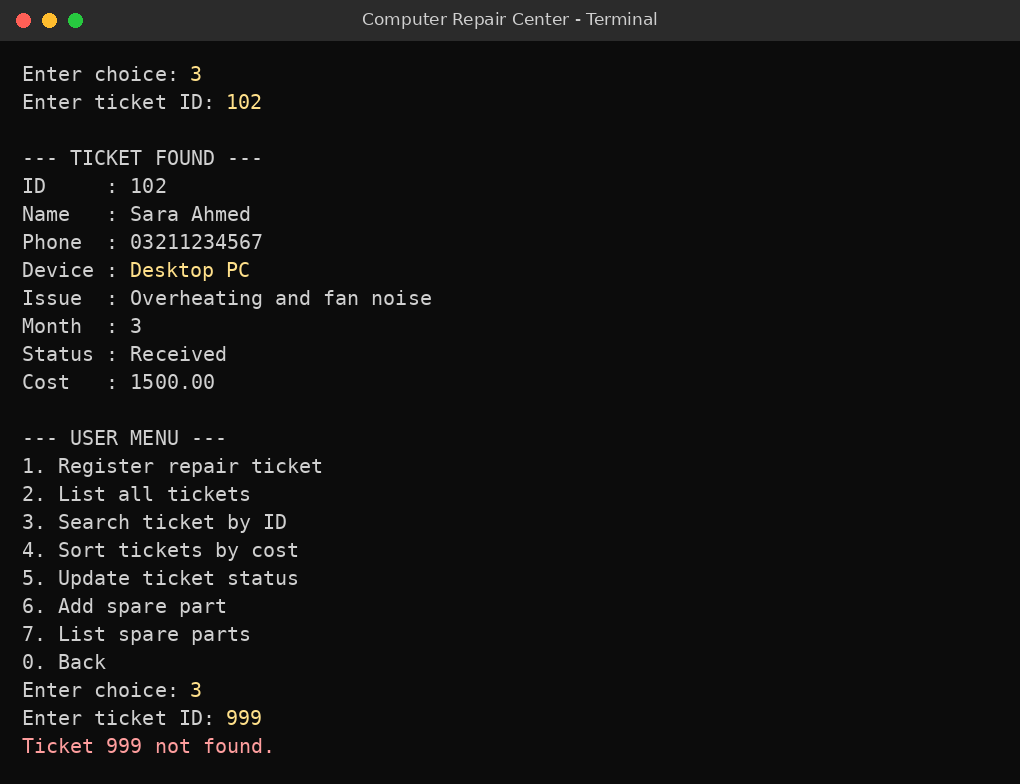 Computer Repair Center - Terminal
Enter choice: 3
Enter ticket ID: 102
--- TICKET FOUND ---
ID     : 102
Name   : Sara Ahmed
Phone  : 03211234567
Device : Desktop PC
Issue  : Overheating and fan noise
Month  : 3
Status : Received
Cost   : 1500.00
--- USER MENU ---
1. Register repair ticket
2. List all tickets
3. Search ticket by ID
4. Sort tickets by cost
5. Update ticket status
6. Add spare part
7. List spare parts
0. Back
Enter choice: 3
Enter ticket ID: 999
Ticket 999 not found.